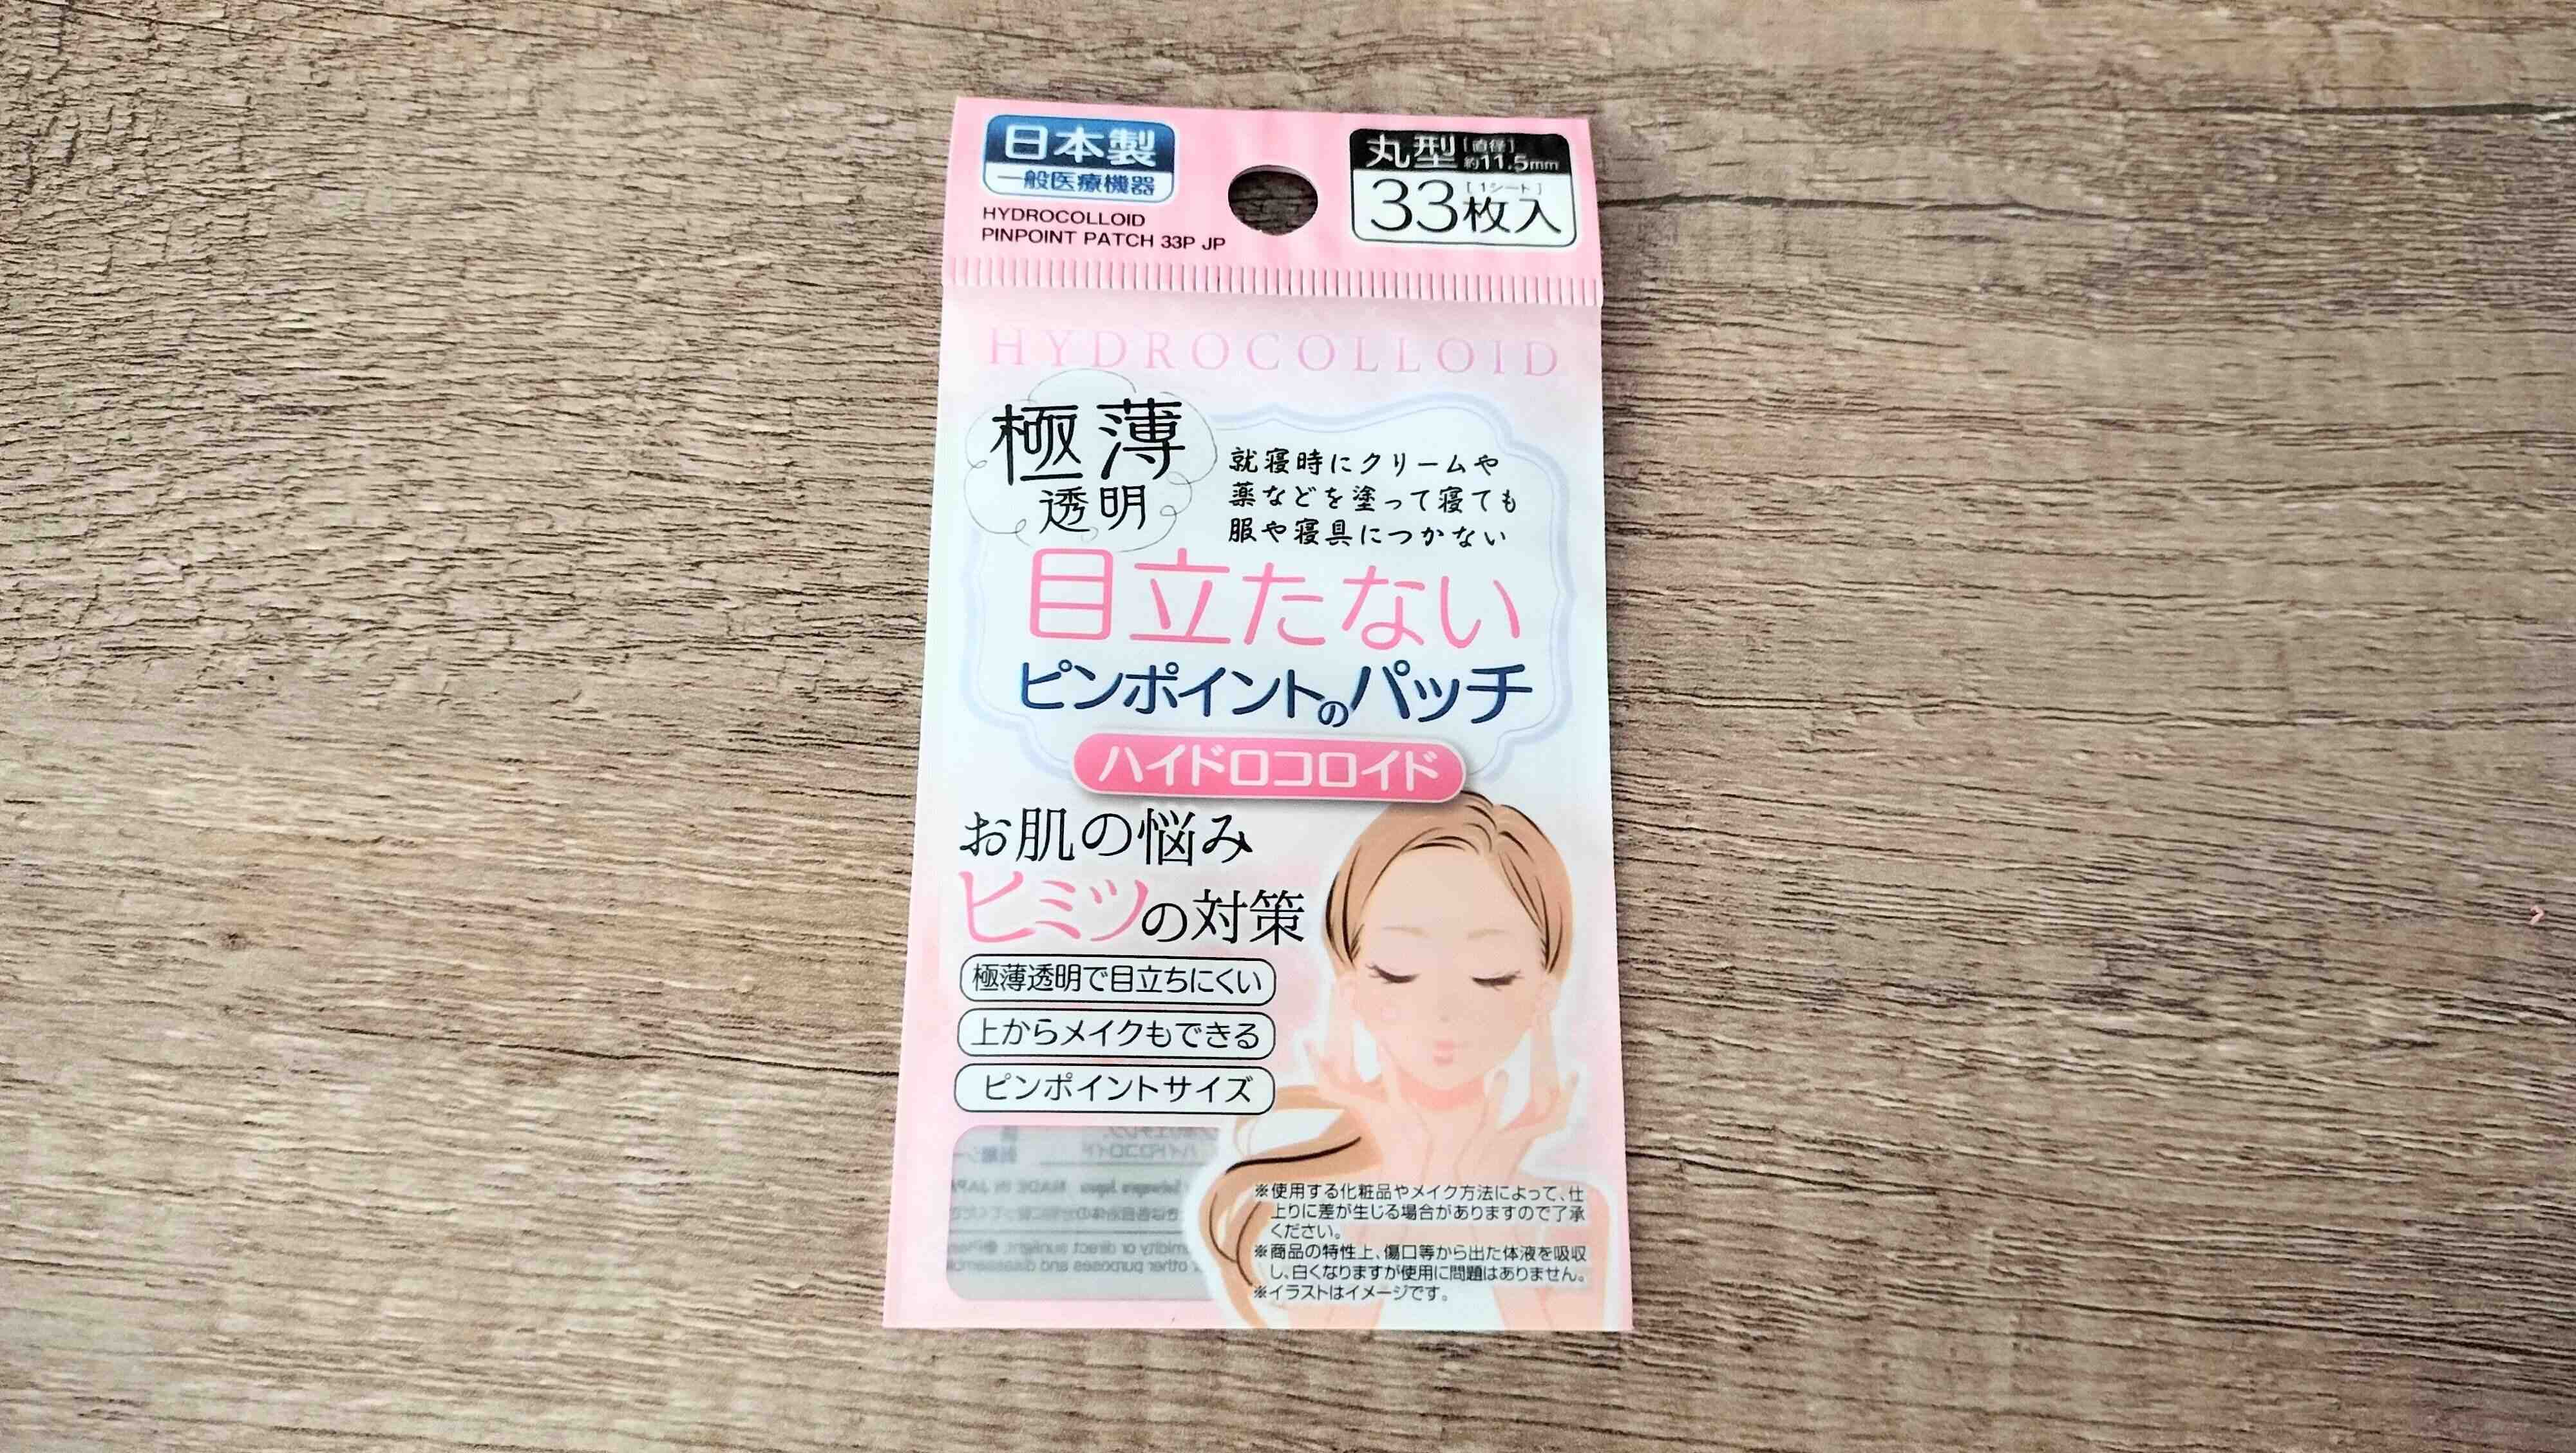 日本製
一般医療機器
HYDROCOLLOID
PINPOINT PATCH 33P JP
丸型 [直径] 約11.5mm
33枚入 [1シート]
HYDROCOLLOID
極薄
透明
就寝時にクリームや
薬などを塗って寝ても
服や寝具につかない
目立たない
ピンポイントのパッチ
ハイドロコロイド
お肌の悩み
ヒミツの対策
極薄透明で目立ちにくい
上からメイクもできる
ピンポイントサイズ
※使用する化粧品やメイク方法によって、仕
上りに差が生じる場合がありますので了承
ください。
※商品の特性上、傷口等から出た体液を吸収
し、白くなりますが使用に問題はありません。
※イラストはイメージです。